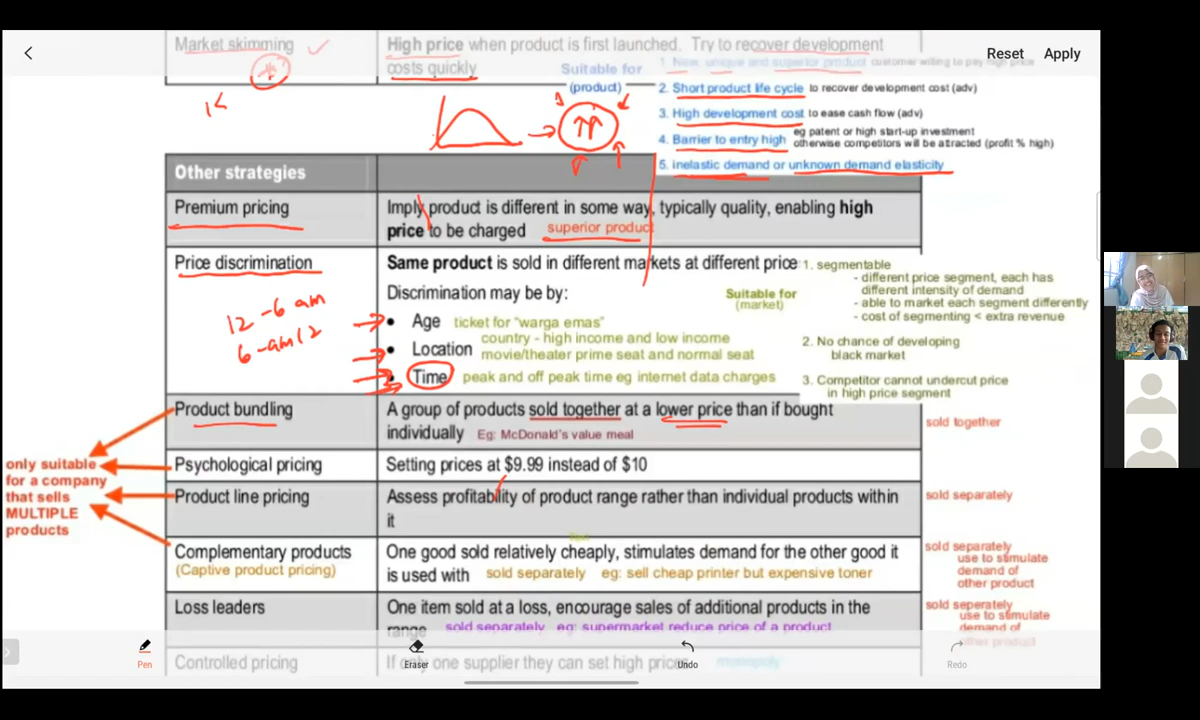 Market skimming
High price when product is first launched. Try to recover development
costs quickly
Suitable for
(product)
Reset
Apply
1. New, unique and superior product customer willing to pay high price
2. Short product life cycle to recover development cost (adv)
3. High development cost to ease cash flow (adv)
4. Barrier to entry high eg patent or high start-up investment
otherwise competitors will be attracted (profit % high)
5. inelastic demand or unknown demand elasticity
Other strategies
Premium pricing
Imply product is different in some way, typically quality, enabling high
price to be charged superior product
Price discrimination
Same product is sold in different markets at different price
Discrimination may be by:
• Age ticket for "warga emas"
• Location country - high income and low income
movie/theater prime seat and normal seat
• Time peak and off peak time eg internet data charges
12 - 6 am
6 - am 12
Suitable for
(market)
1. segmentable
- different price segment, each has
different intensity of demand
- able to market each segment differently
- cost of segmenting < extra revenue
2. No chance of developing
black market
3. Competitor cannot undercut price
in high price segment
Product bundling
A group of products sold together at a lower price than if bought
individually Eg: McDonald's value meal
sold together
only suitable
for a company
that sells
MULTIPLE
products
Psychological pricing
Setting prices at $9.99 instead of $10
Product line pricing
Assess profitability of product range rather than individual products within
it
sold separately
Complementary products
(Captive product pricing)
One good sold relatively cheaply, stimulates demand for the other good it
is used with sold separately eg: sell cheap printer but expensive toner
sold separately
use to stimulate
demand of
other product
Loss leaders
One item sold at a loss, encourage sales of additional products in the
range sold separately eg: supermarket reduce price of a product
sold seperately
use to stimulate
demand of
other product
Controlled pricing
If only one supplier they can set high price monopoly
Pen
Eraser
Undo
Redo